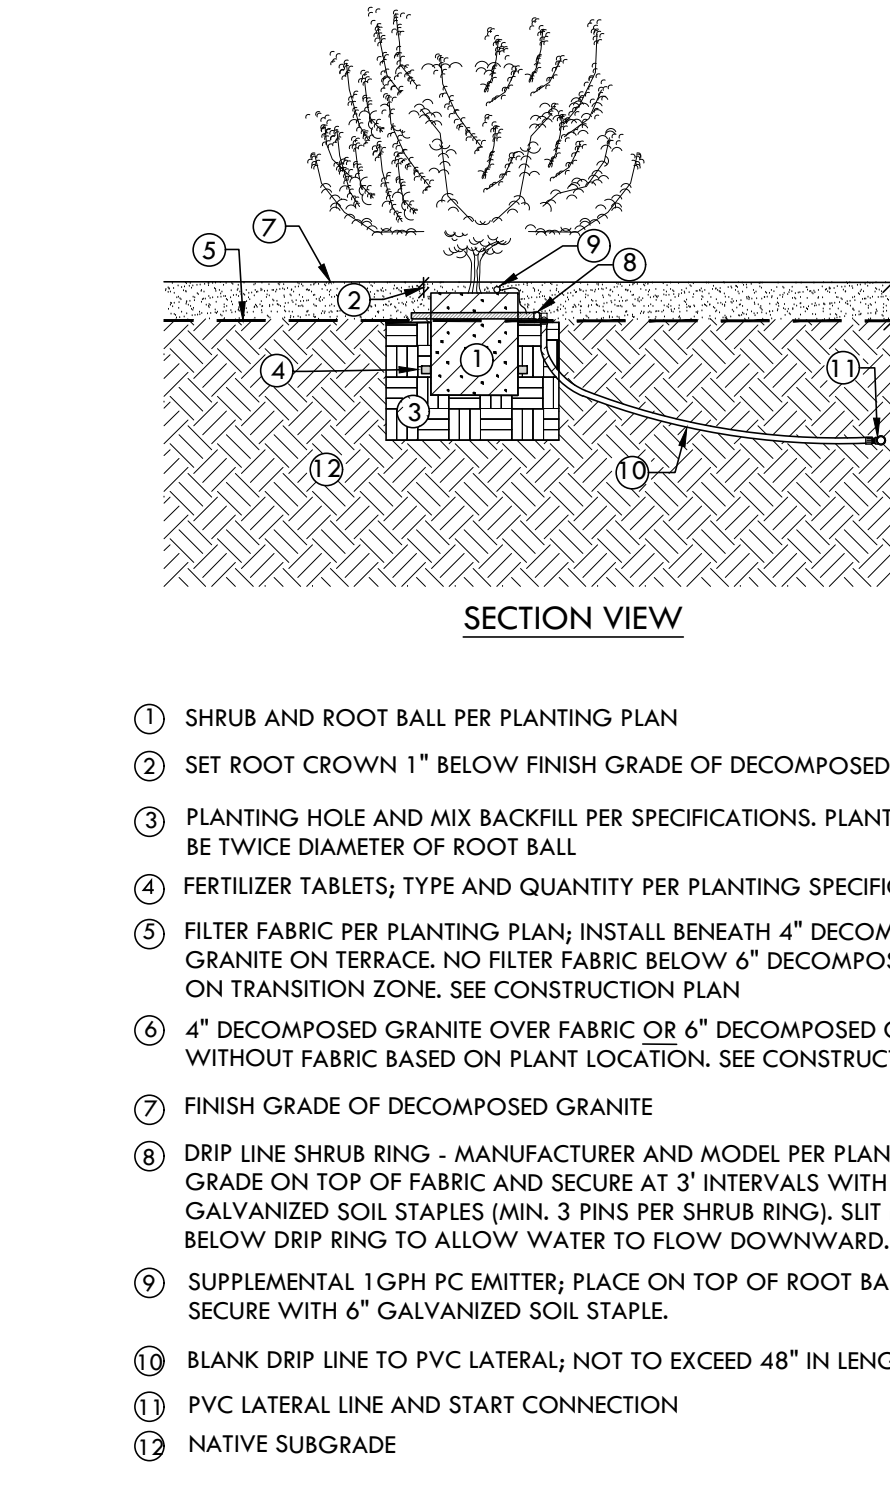 7
5
9
8
2
1
4
11
3
12
10
SECTION VIEW
1 SHRUB AND ROOT BALL PER PLANTING PLAN
2 SET ROOT CROWN 1" BELOW FINISH GRADE OF DECOMPOSED
3 PLANTING HOLE AND MIX BACKFILL PER SPECIFICATIONS. PLANT
BE TWICE DIAMETER OF ROOT BALL
4 FERTILIZER TABLETS; TYPE AND QUANTITY PER PLANTING SPECIFI
5 FILTER FABRIC PER PLANTING PLAN; INSTALL BENEATH 4" DECOM
GRANITE ON TERRACE. NO FILTER FABRIC BELOW 6" DECOMPOS
ON TRANSITION ZONE. SEE CONSTRUCTION PLAN
6 4" DECOMPOSED GRANITE OVER FABRIC OR 6" DECOMPOSED G
WITHOUT FABRIC BASED ON PLANT LOCATION. SEE CONSTRUCT
7 FINISH GRADE OF DECOMPOSED GRANITE
8 DRIP LINE SHRUB RING - MANUFACTURER AND MODEL PER PLAN
GRADE ON TOP OF FABRIC AND SECURE AT 3' INTERVALS WITH
GALVANIZED SOIL STAPLES (MIN. 3 PINS PER SHRUB RING). SLIT
BELOW DRIP RING TO ALLOW WATER TO FLOW DOWNWARD.
9 SUPPLEMENTAL 1GPH PC EMITTER; PLACE ON TOP OF ROOT BA
SECURE WITH 6" GALVANIZED SOIL STAPLE.
10 BLANK DRIP LINE TO PVC LATERAL; NOT TO EXCEED 48" IN LENG
11 PVC LATERAL LINE AND START CONNECTION
12 NATIVE SUBGRADE